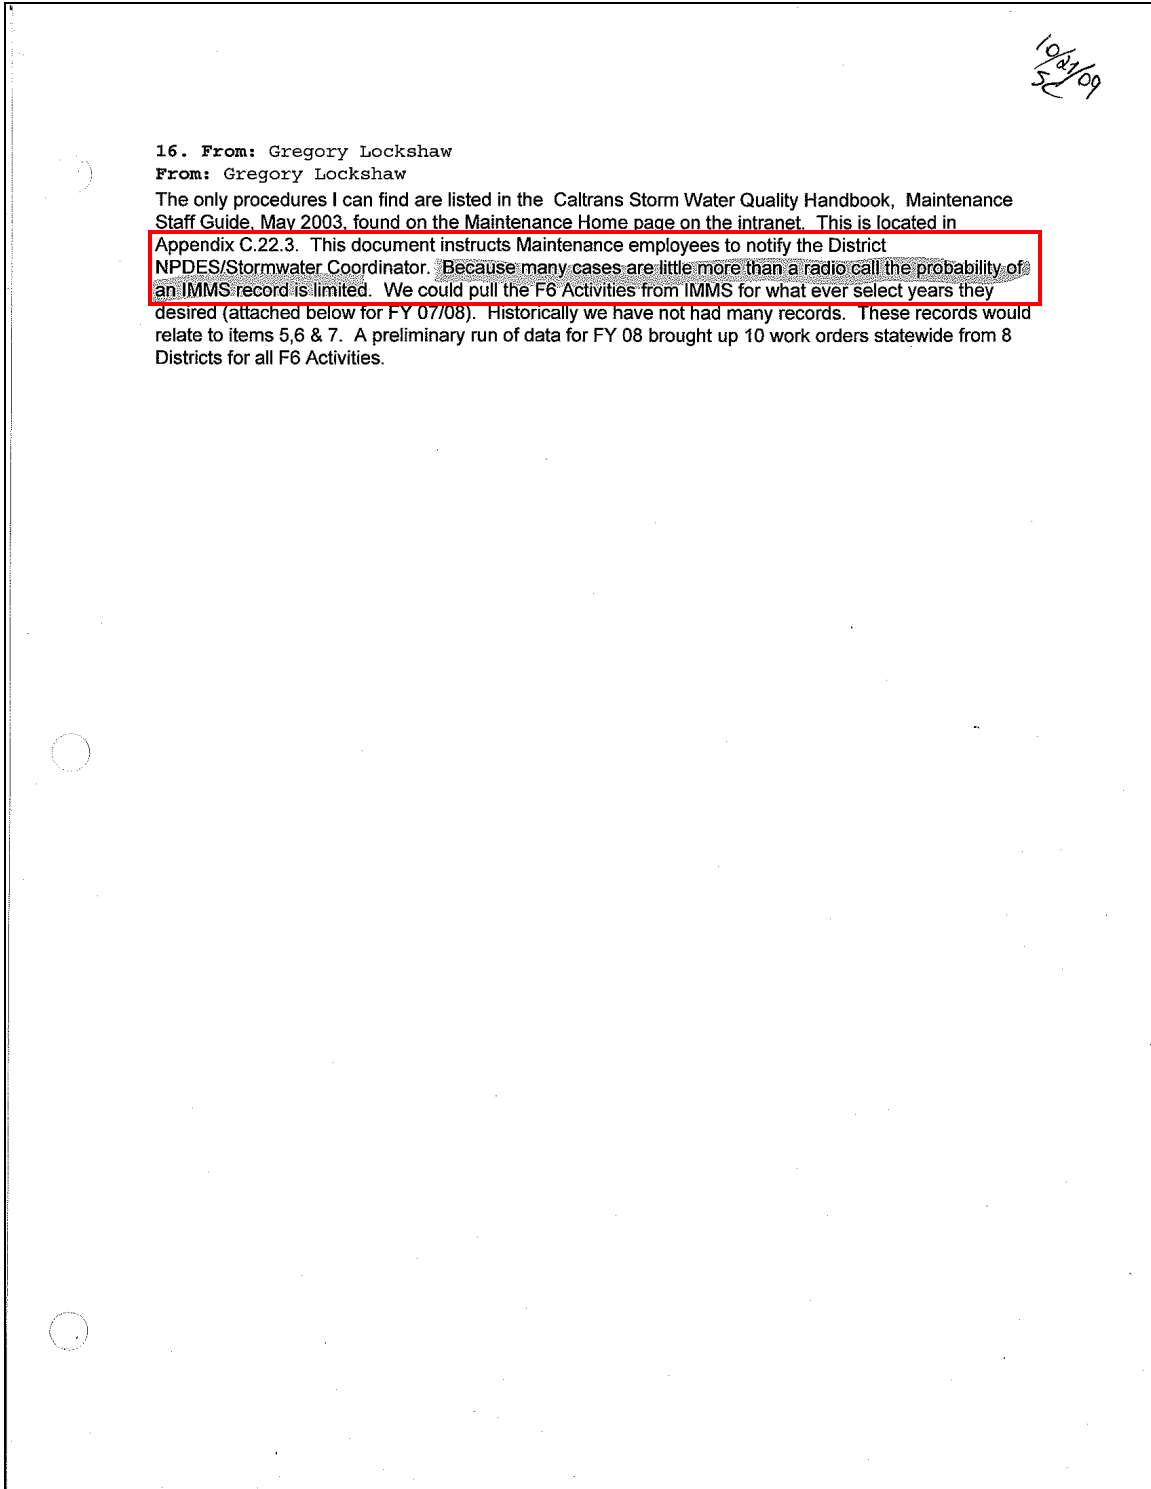 10/21/09
SC
16. From: Gregory Lockshaw
From: Gregory Lockshaw
The only procedures I can find are listed in the Caltrans Storm Water Quality Handbook, Maintenance
Staff Guide, May 2003, found on the Maintenance Home page on the intranet. This is located in
Appendix C.22.3. This document instructs Maintenance employees to notify the District
NPDES/Stormwater Coordinator. Because many cases are little more than a radio call the probability of
an IMMS record is limited. We could pull the F6 Activities from IMMS for what ever select years they
desired (attached below for FY 07/08). Historically we have not had many records. These records would
relate to items 5,6 & 7. A preliminary run of data for FY 08 brought up 10 work orders statewide from 8
Districts for all F6 Activities.